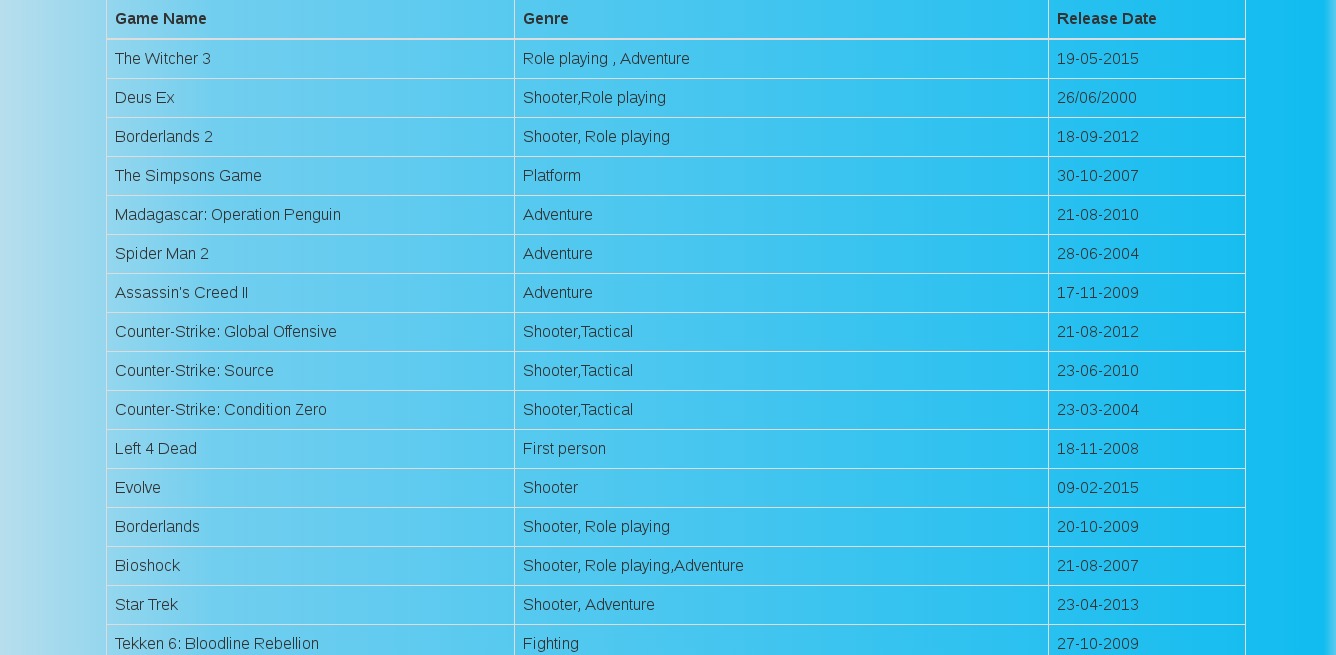 Game Name Genre Release Date
The Witcher 3 Role playing , Adventure 19-05-2015
Deus Ex Shooter,Role playing 26/06/2000
Borderlands 2 Shooter, Role playing 18-09-2012
The Simpsons Game Platform 30-10-2007
Madagascar: Operation Penguin Adventure 21-08-2010
Spider Man 2 Adventure 28-06-2004
Assassin's Creed II Adventure 17-11-2009
Counter-Strike: Global Offensive Shooter,Tactical 21-08-2012
Counter-Strike: Source Shooter,Tactical 23-06-2010
Counter-Strike: Condition Zero Shooter,Tactical 23-03-2004
Left 4 Dead First person 18-11-2008
Evolve Shooter 09-02-2015
Borderlands Shooter, Role playing 20-10-2009
Bioshock Shooter, Role playing,Adventure 21-08-2007
Star Trek Shooter, Adventure 23-04-2013
Tekken 6: Bloodline Rebellion Fighting 27-10-2009